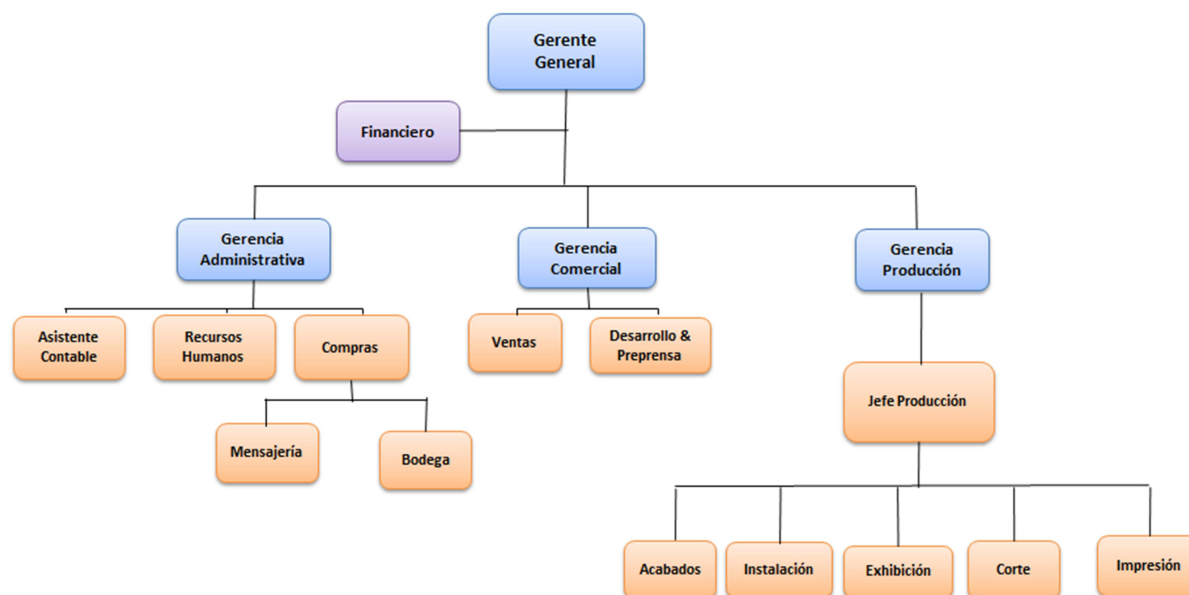 Gerente
General
Financiero
Gerencia
Administrativa
Gerencia
Comercial
Gerencia
Producción
Asistente
Contable
Recursos
Humanos
Compras
Ventas
Desarrollo &
Preprensa
Jefe Producción
Mensajería
Bodega
Acabados
Instalación
Exhibición
Corte
Impresión